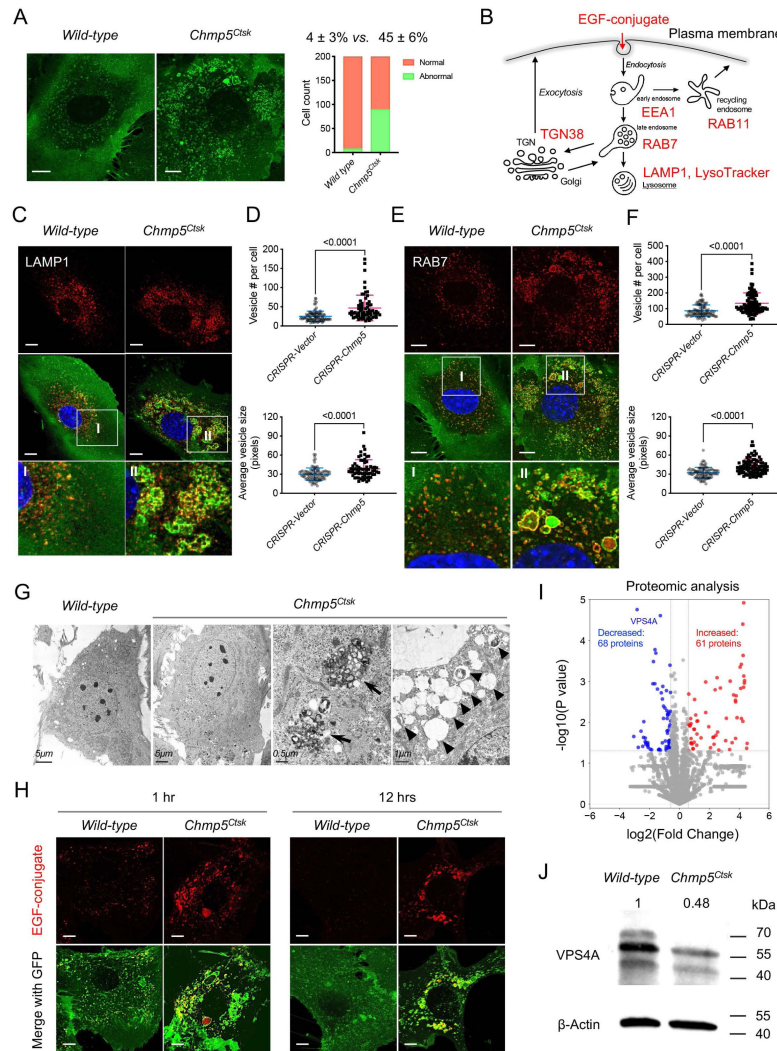 A
Wild-type
Chmp5Ctsk
4 ± 3% vs. 45 ± 6%
Normal
Abnormal
Cell count
200
150
100
50
0
Wild type
Chmp5Ctsk
B
EGF-conjugate
Plasma membrane
Endocytosis
Exocytosis
early endosome
EEA1
recycling
endosome
RAB11
late endosome
RAB7
TGN38
TGN
Golgi
LAMP1, LysoTracker
Lysosome
C
Wild-type
Chmp5Ctsk
LAMP1
I
II
I
II
D
<0.0001
Vesicle # per cell
200
150
100
50
0
CRISPR-Vector
CRISPR-Chmp5
<0.0001
Average vesicle size
(pixels)
120
100
80
60
40
20
0
CRISPR-Vector
CRISPR-Chmp5
E
Wild-type
Chmp5Ctsk
RAB7
I
II
I
II
F
<0.0001
Vesicle # per cell
500
400
300
200
100
0
CRISPR-Vector
CRISPR-Chmp5
<0.0001
Average vesicle size
(pixels)
100
80
60
40
20
0
CRISPR-Vector
CRISPR-Chmp5
G
Wild-type
Chmp5Ctsk
5µm
5µm
0.5µm
1µm
H
1 hr
12 hrs
Wild-type
Chmp5Ctsk
Wild-type
Chmp5Ctsk
EGF-conjugate
Merge with GFP
I
Proteomic analysis
VPS4A
Decreased:
68 proteins
Increased:
61 proteins
-log10(P value)
5
4
3
2
1
0
−6 −4 −2 0 2 4 6
log2(Fold Change)
J
Wild-type
Chmp5Ctsk
1
0.48
kDa
VPS4A
70
55
40
β-Actin
55
40